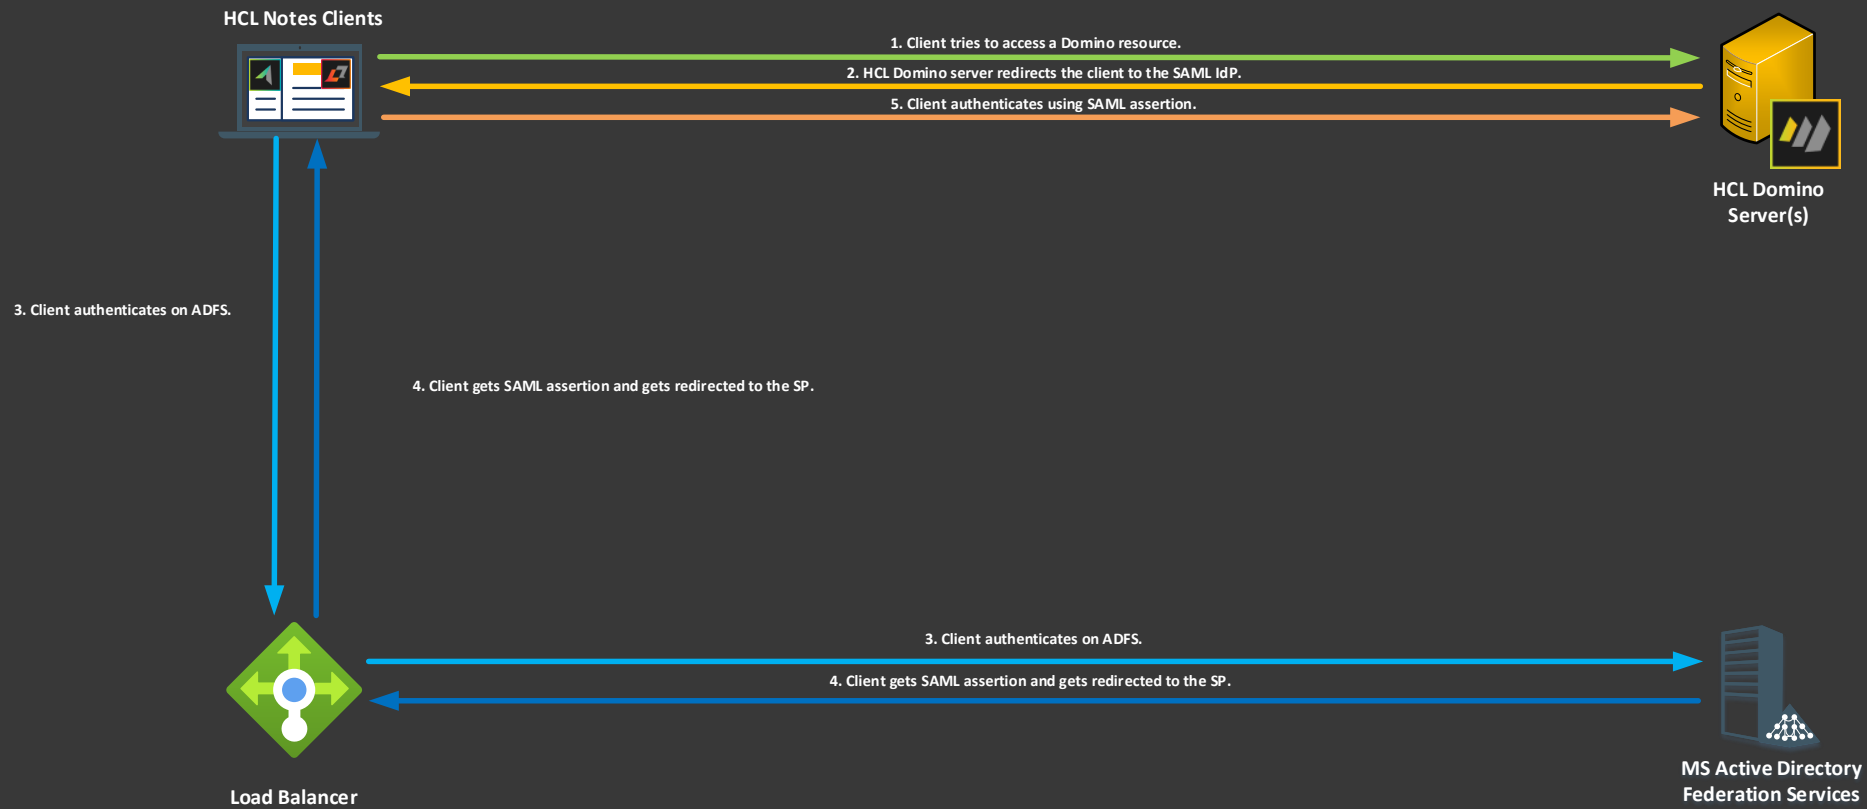 HCL Notes Clients
1. Client tries to access a Domino resource.
2. HCL Domino server redirects the client to the SAML IdP.
5. Client authenticates using SAML assertion.
HCL Domino
Server(s)
3. Client authenticates on ADFS.
4. Client gets SAML assertion and gets redirected to the SP.
3. Client authenticates on ADFS.
4. Client gets SAML assertion and gets redirected to the SP.
Load Balancer
MS Active Directory
Federation Services